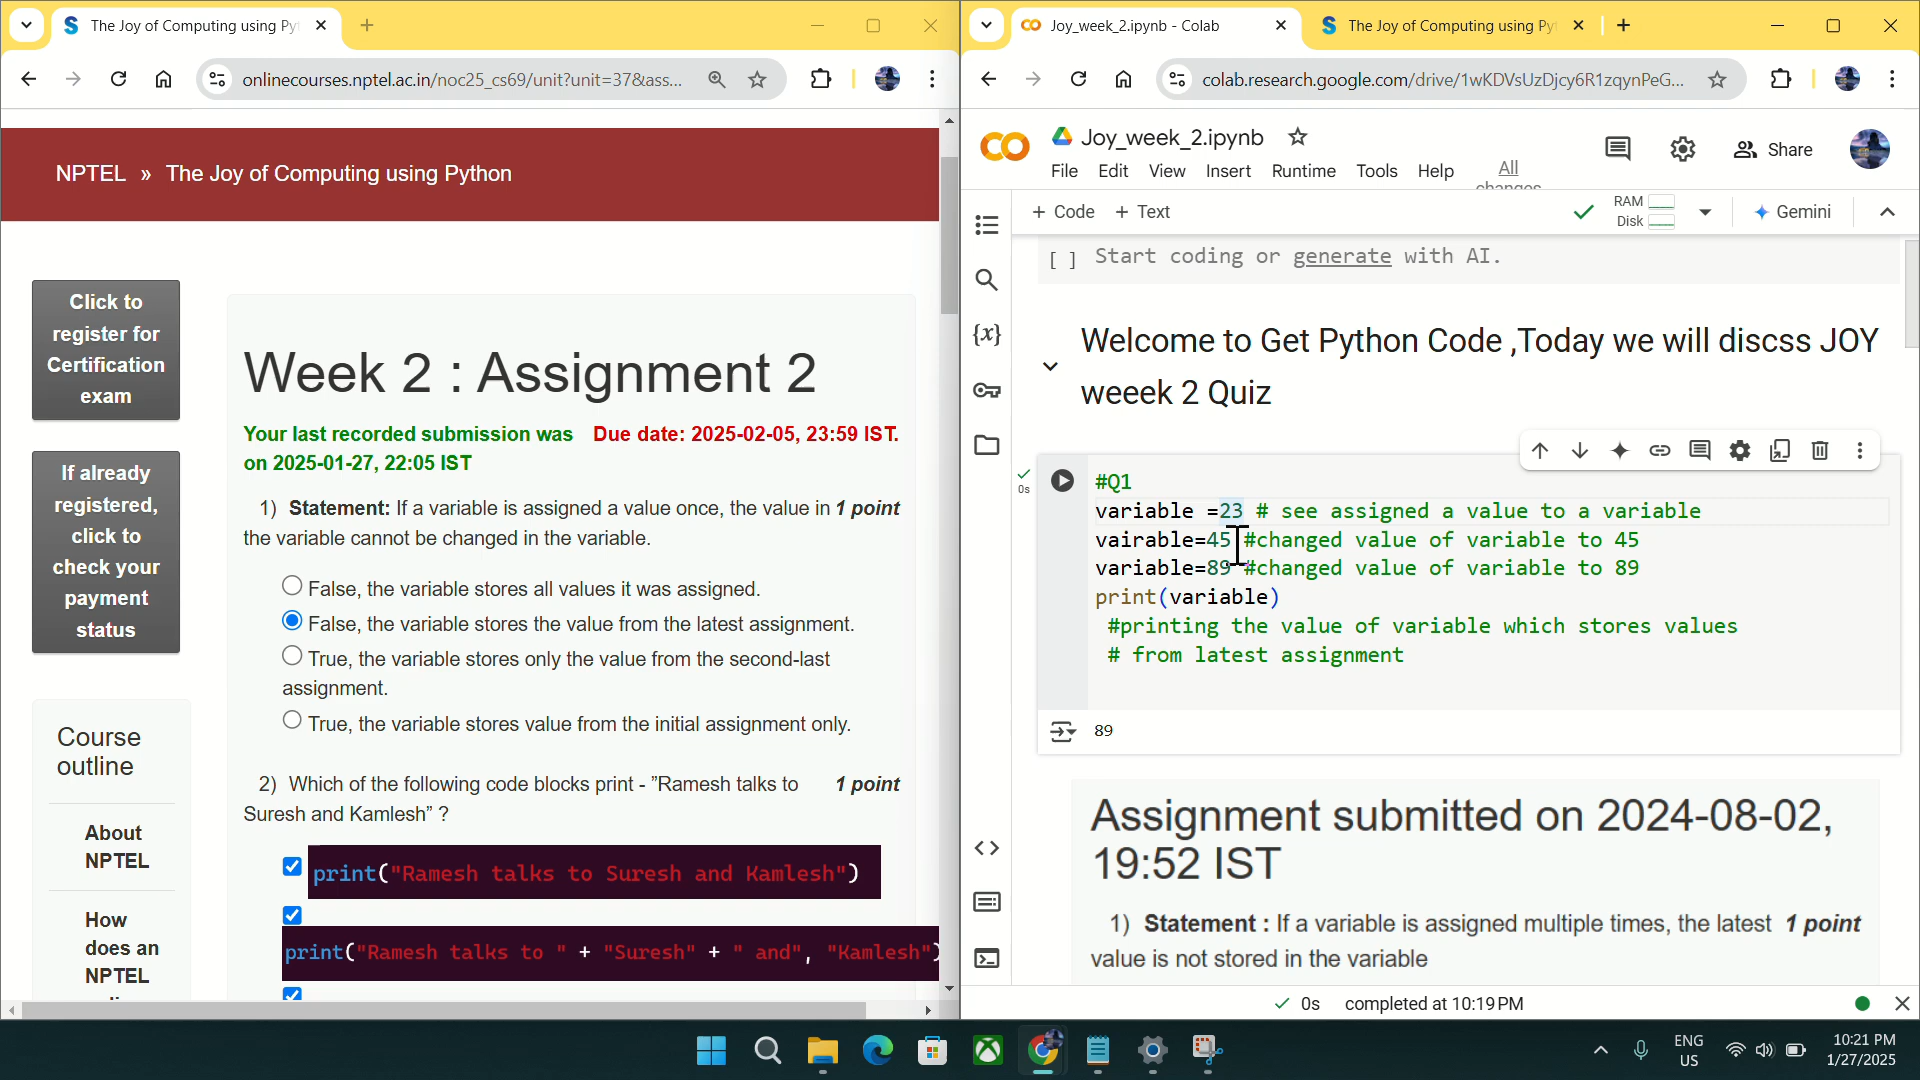 The Joy of Computing using Py
onlinecourses.nptel.ac.in/noc25_cs69/unit?unit=37&ass...
NPTEL » The Joy of Computing using Python
Click to
register for
Certification
exam
If already
registered,
click to
check your
payment
status
Course
outline
About
NPTEL
How
does an
NPTEL
Week 2 : Assignment 2
Your last recorded submission was
on 2025-01-27, 22:05 IST
Due date: 2025-02-05, 23:59 IST.
1) Statement: If a variable is assigned a value once, the value in 1 point
the variable cannot be changed in the variable.
False, the variable stores all values it was assigned.
False, the variable stores the value from the latest assignment.
True, the variable stores only the value from the second-last
assignment.
True, the variable stores value from the initial assignment only.
2) Which of the following code blocks print - ”Ramesh talks to 1 point
Suresh and Kamlesh” ?
print("Ramesh talks to Suresh and Kamlesh")
print("Ramesh talks to " + "Suresh" + " and", "Kamlesh")
Joy_week_2.ipynb - Colab
The Joy of Computing using Py
colab.research.google.com/drive/1wKDVsUzDjcy6R1zqynPeG...
Joy_week_2.ipynb
File Edit View Insert Runtime Tools Help All changes
Share
+ Code + Text
RAM
Disk
Gemini
[ ] Start coding or generate with AI.
Welcome to Get Python Code ,Today we will discss JOY
weeek 2 Quiz
0s
#Q1
variable =23 # see assigned a value to a variable
vairable=45 #changed value of variable to 45
variable=89 #changed value of variable to 89
print(variable)
#printing the value of variable which stores values
# from latest assignment
89
Assignment submitted on 2024-08-02,
19:52 IST
1) Statement : If a variable is assigned multiple times, the latest 1 point
value is not stored in the variable
0s completed at 10:19 PM
ENG
US
10:21 PM
1/27/2025